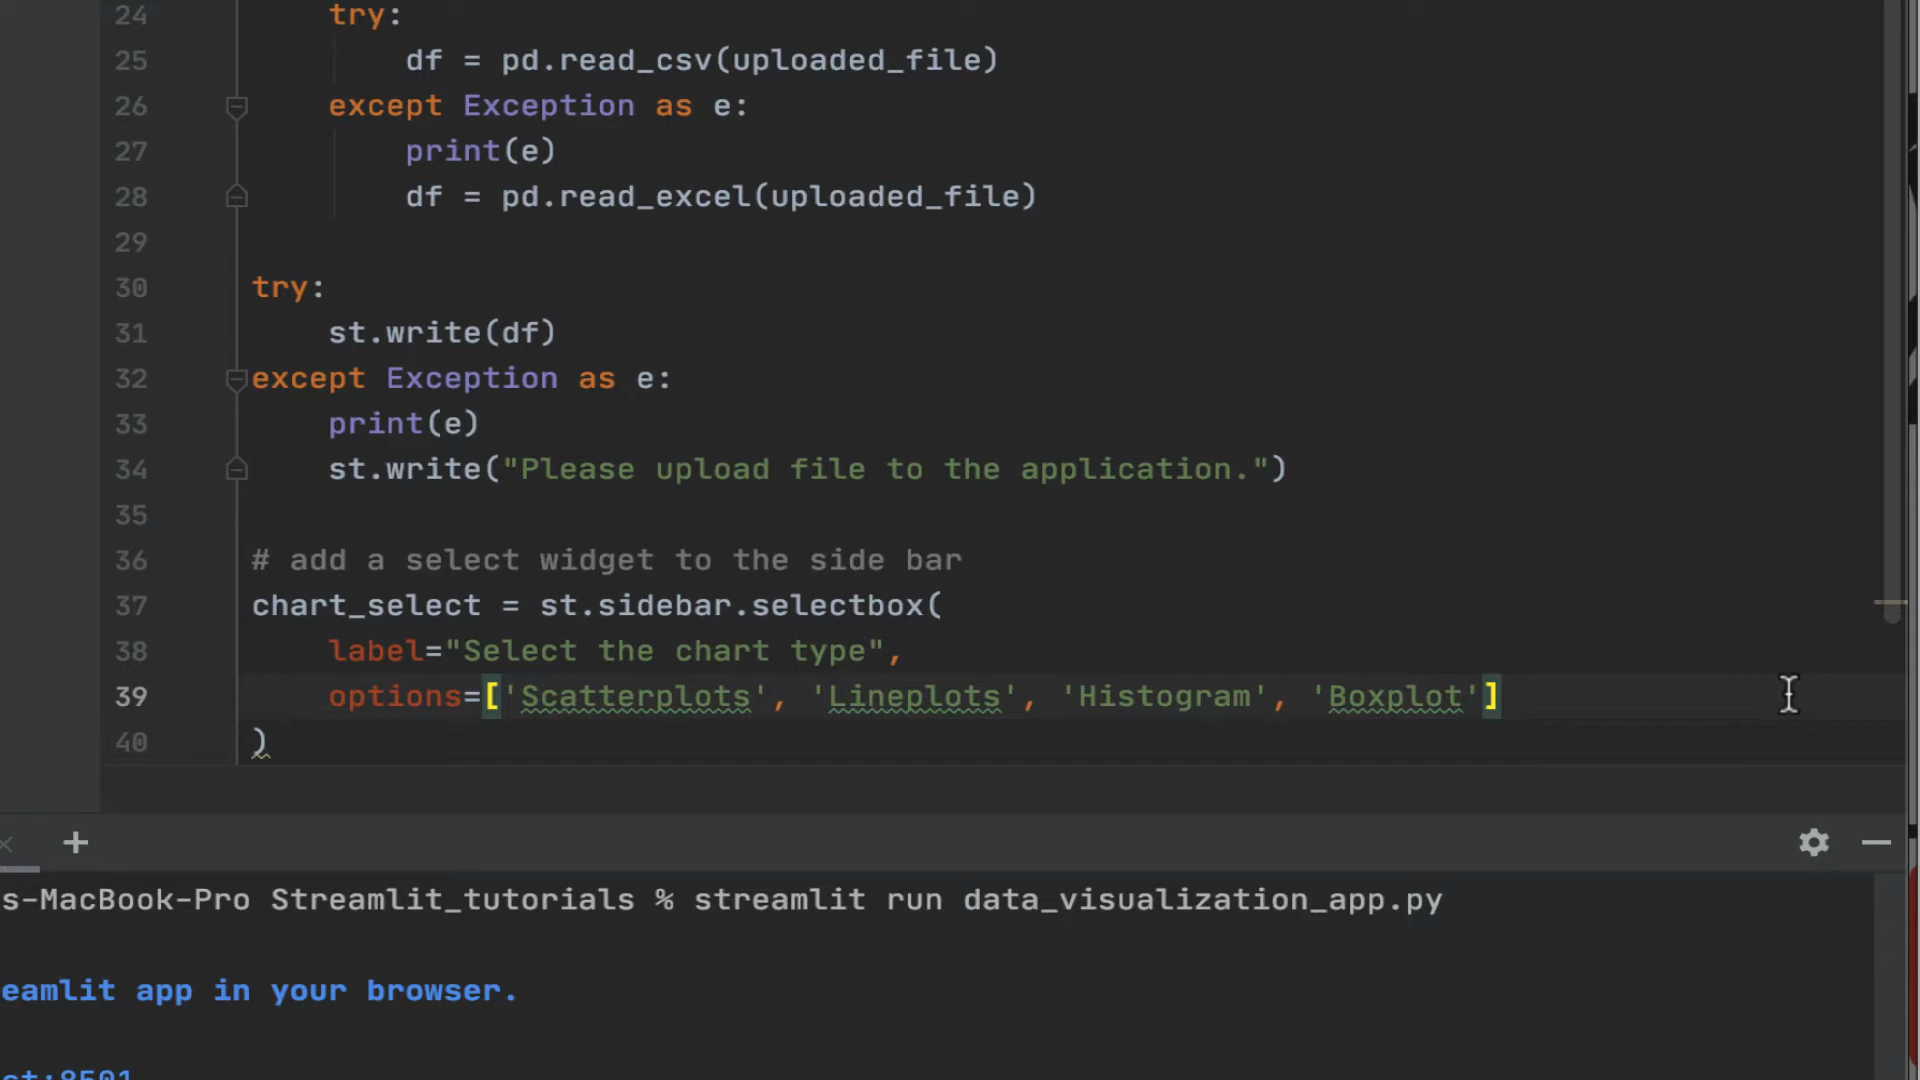 24 try:
25 df = pd.read_csv(uploaded_file)
26 except Exception as e:
27 print(e)
28 df = pd.read_excel(uploaded_file)
29
30 try:
31 st.write(df)
32 except Exception as e:
33 print(e)
34 st.write("Please upload file to the application.")
35
36 # add a select widget to the side bar
37 chart_select = st.sidebar.selectbox(
38 label="Select the chart type",
39 options=['Scatterplots', 'Lineplots', 'Histogram', 'Boxplot']
40 )
s-MacBook-Pro Streamlit_tutorials % streamlit run data_visualization_app.py
eamlit app in your browser.
st:8501